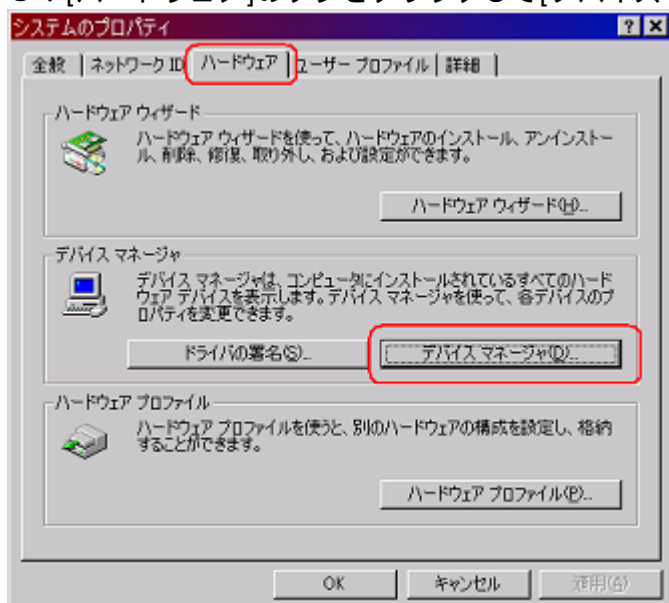 システムのプロパティ
全般 ネットワーク ID ハードウェア ユーザー プロファイル 詳細
ハードウェア ウィザード
ハードウェア ウィザードを使って、ハードウェアのインストール、アンインストー
ル、削除、修復、取り外し、および設定ができます。
ハードウェア ウィザード(H)...
デバイス マネージャ
デバイス マネージャは、コンピュータにインストールされているすべてのハード
ウェア デバイスを表示します。デバイス マネージャを使って、各デバイスのプ
ロパティを変更できます。
ドライバの署名(S)...
デバイス マネージャ(D)...
ハードウェア プロファイル
ハードウェア プロファイルを使うと、別のハードウェアの構成を設定し、格納
することができます。
ハードウェア プロファイル(P)...
OK キャンセル 適用(A)